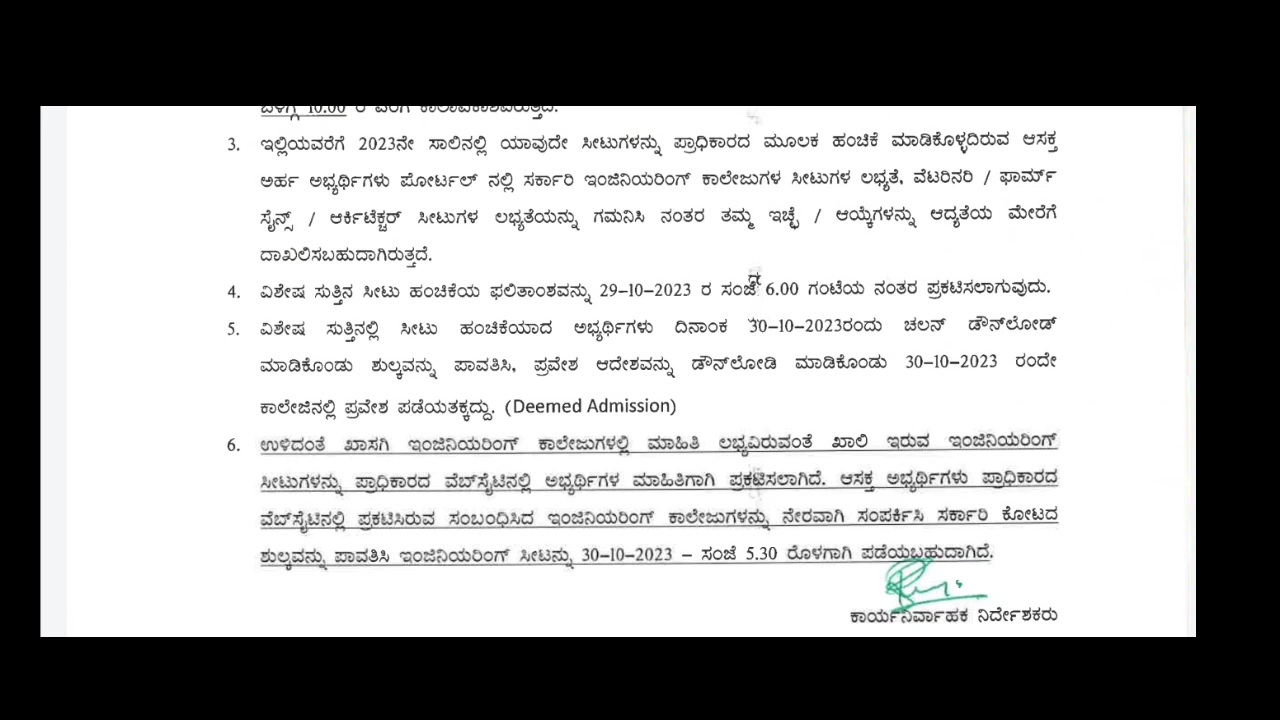 ಬೆಳಿಗ್ಗೆ 10.00 ರ ವರೆಗೆ ಕಾಲಾವಕಾಶವಿರುತ್ತದೆ.
3. ಇಲ್ಲಿಯವರೆಗೆ 2023ನೇ ಸಾಲಿನಲ್ಲಿ ಯಾವುದೇ ಸೀಟುಗಳನ್ನು ಪ್ರಾಧಿಕಾರದ ಮೂಲಕ ಹಂಚಿಕೆ ಮಾಡಿಕೊಳ್ಳದಿರುವ ಆಸಕ್ತ
ಅರ್ಹ ಅಭ್ಯರ್ಥಿಗಳು ಪೋರ್ಟಲ್ ನಲ್ಲಿ ಸರ್ಕಾರಿ ಇಂಜಿನಿಯರಿಂಗ್ ಕಾಲೇಜುಗಳ ಸೀಟುಗಳ ಲಭ್ಯತೆ, ವೆಟರಿನರಿ / ಫಾರ್ಮ್
ಸೈನ್ಸ್ / ಆರ್ಕಿಟೆಕ್ಚರ್ ಸೀಟುಗಳ ಲಭ್ಯತೆಯನ್ನು ಗಮನಿಸಿ ನಂತರ ತಮ್ಮ ಇಚ್ಛೆ / ಆಯ್ಕೆಗಳನ್ನು ಆದ್ಯತೆಯ ಮೇರೆಗೆ
ದಾಖಲಿಸಬಹುದಾಗಿರುತ್ತದೆ.
4. ವಿಶೇಷ ಸುತ್ತಿನ ಸೀಟು ಹಂಚಿಕೆಯ ಫಲಿತಾಂಶವನ್ನು 29-10-2023 ರ ಸಂಜೆ 6.00 ಗಂಟೆಯ ನಂತರ ಪ್ರಕಟಿಸಲಾಗುವುದು.
5. ವಿಶೇಷ ಸುತ್ತಿನಲ್ಲಿ ಸೀಟು ಹಂಚಿಕೆಯಾದ ಅಭ್ಯರ್ಥಿಗಳು ದಿನಾಂಕ 30-10-2023ರಂದು ಚಲನ್ ಡೌನ್‌ಲೋಡ್
ಮಾಡಿಕೊಂಡು ಶುಲ್ಕವನ್ನು ಪಾವತಿಸಿ, ಪ್ರವೇಶ ಆದೇಶವನ್ನು ಡೌನ್‌ಲೋಡಿ ಮಾಡಿಕೊಂಡು 30-10-2023 ರಂದೇ
ಕಾಲೇಜಿನಲ್ಲಿ ಪ್ರವೇಶ ಪಡೆಯತಕ್ಕದ್ದು. (Deemed Admission)
6. ಉಳಿದಂತೆ ಖಾಸಗಿ ಇಂಜಿನಿಯರಿಂಗ್ ಕಾಲೇಜುಗಳಲ್ಲಿ ಮಾಹಿತಿ ಲಭ್ಯವಿರುವಂತೆ ಖಾಲಿ ಇರುವ ಇಂಜಿನಿಯರಿಂಗ್
ಸೀಟುಗಳನ್ನು ಪ್ರಾಧಿಕಾರದ ವೆಬ್‌ಸೈಟಿನಲ್ಲಿ ಅಭ್ಯರ್ಥಿಗಳ ಮಾಹಿತಿಗಾಗಿ ಪ್ರಕಟಿಸಲಾಗಿದೆ. ಆಸಕ್ತ ಅಭ್ಯರ್ಥಿಗಳು ಪ್ರಾಧಿಕಾರದ
ವೆಬ್‌ಸೈಟಿನಲ್ಲಿ ಪ್ರಕಟಿಸಿರುವ ಸಂಬಂಧಿಸಿದ ಇಂಜಿನಿಯರಿಂಗ್ ಕಾಲೇಜುಗಳನ್ನು ನೇರವಾಗಿ ಸಂಪರ್ಕಿಸಿ ಸರ್ಕಾರಿ ಕೋಟದ
ಶುಲ್ಕವನ್ನು ಪಾವತಿಸಿ ಇಂಜಿನಿಯರಿಂಗ್ ಸೀಟನ್ನು 30-10-2023 – ಸಂಜೆ 5.30 ರೊಳಗಾಗಿ ಪಡೆಯಬಹುದಾಗಿದೆ.
ಕಾರ್ಯನಿರ್ವಾಹಕ ನಿರ್ದೇಶಕರು